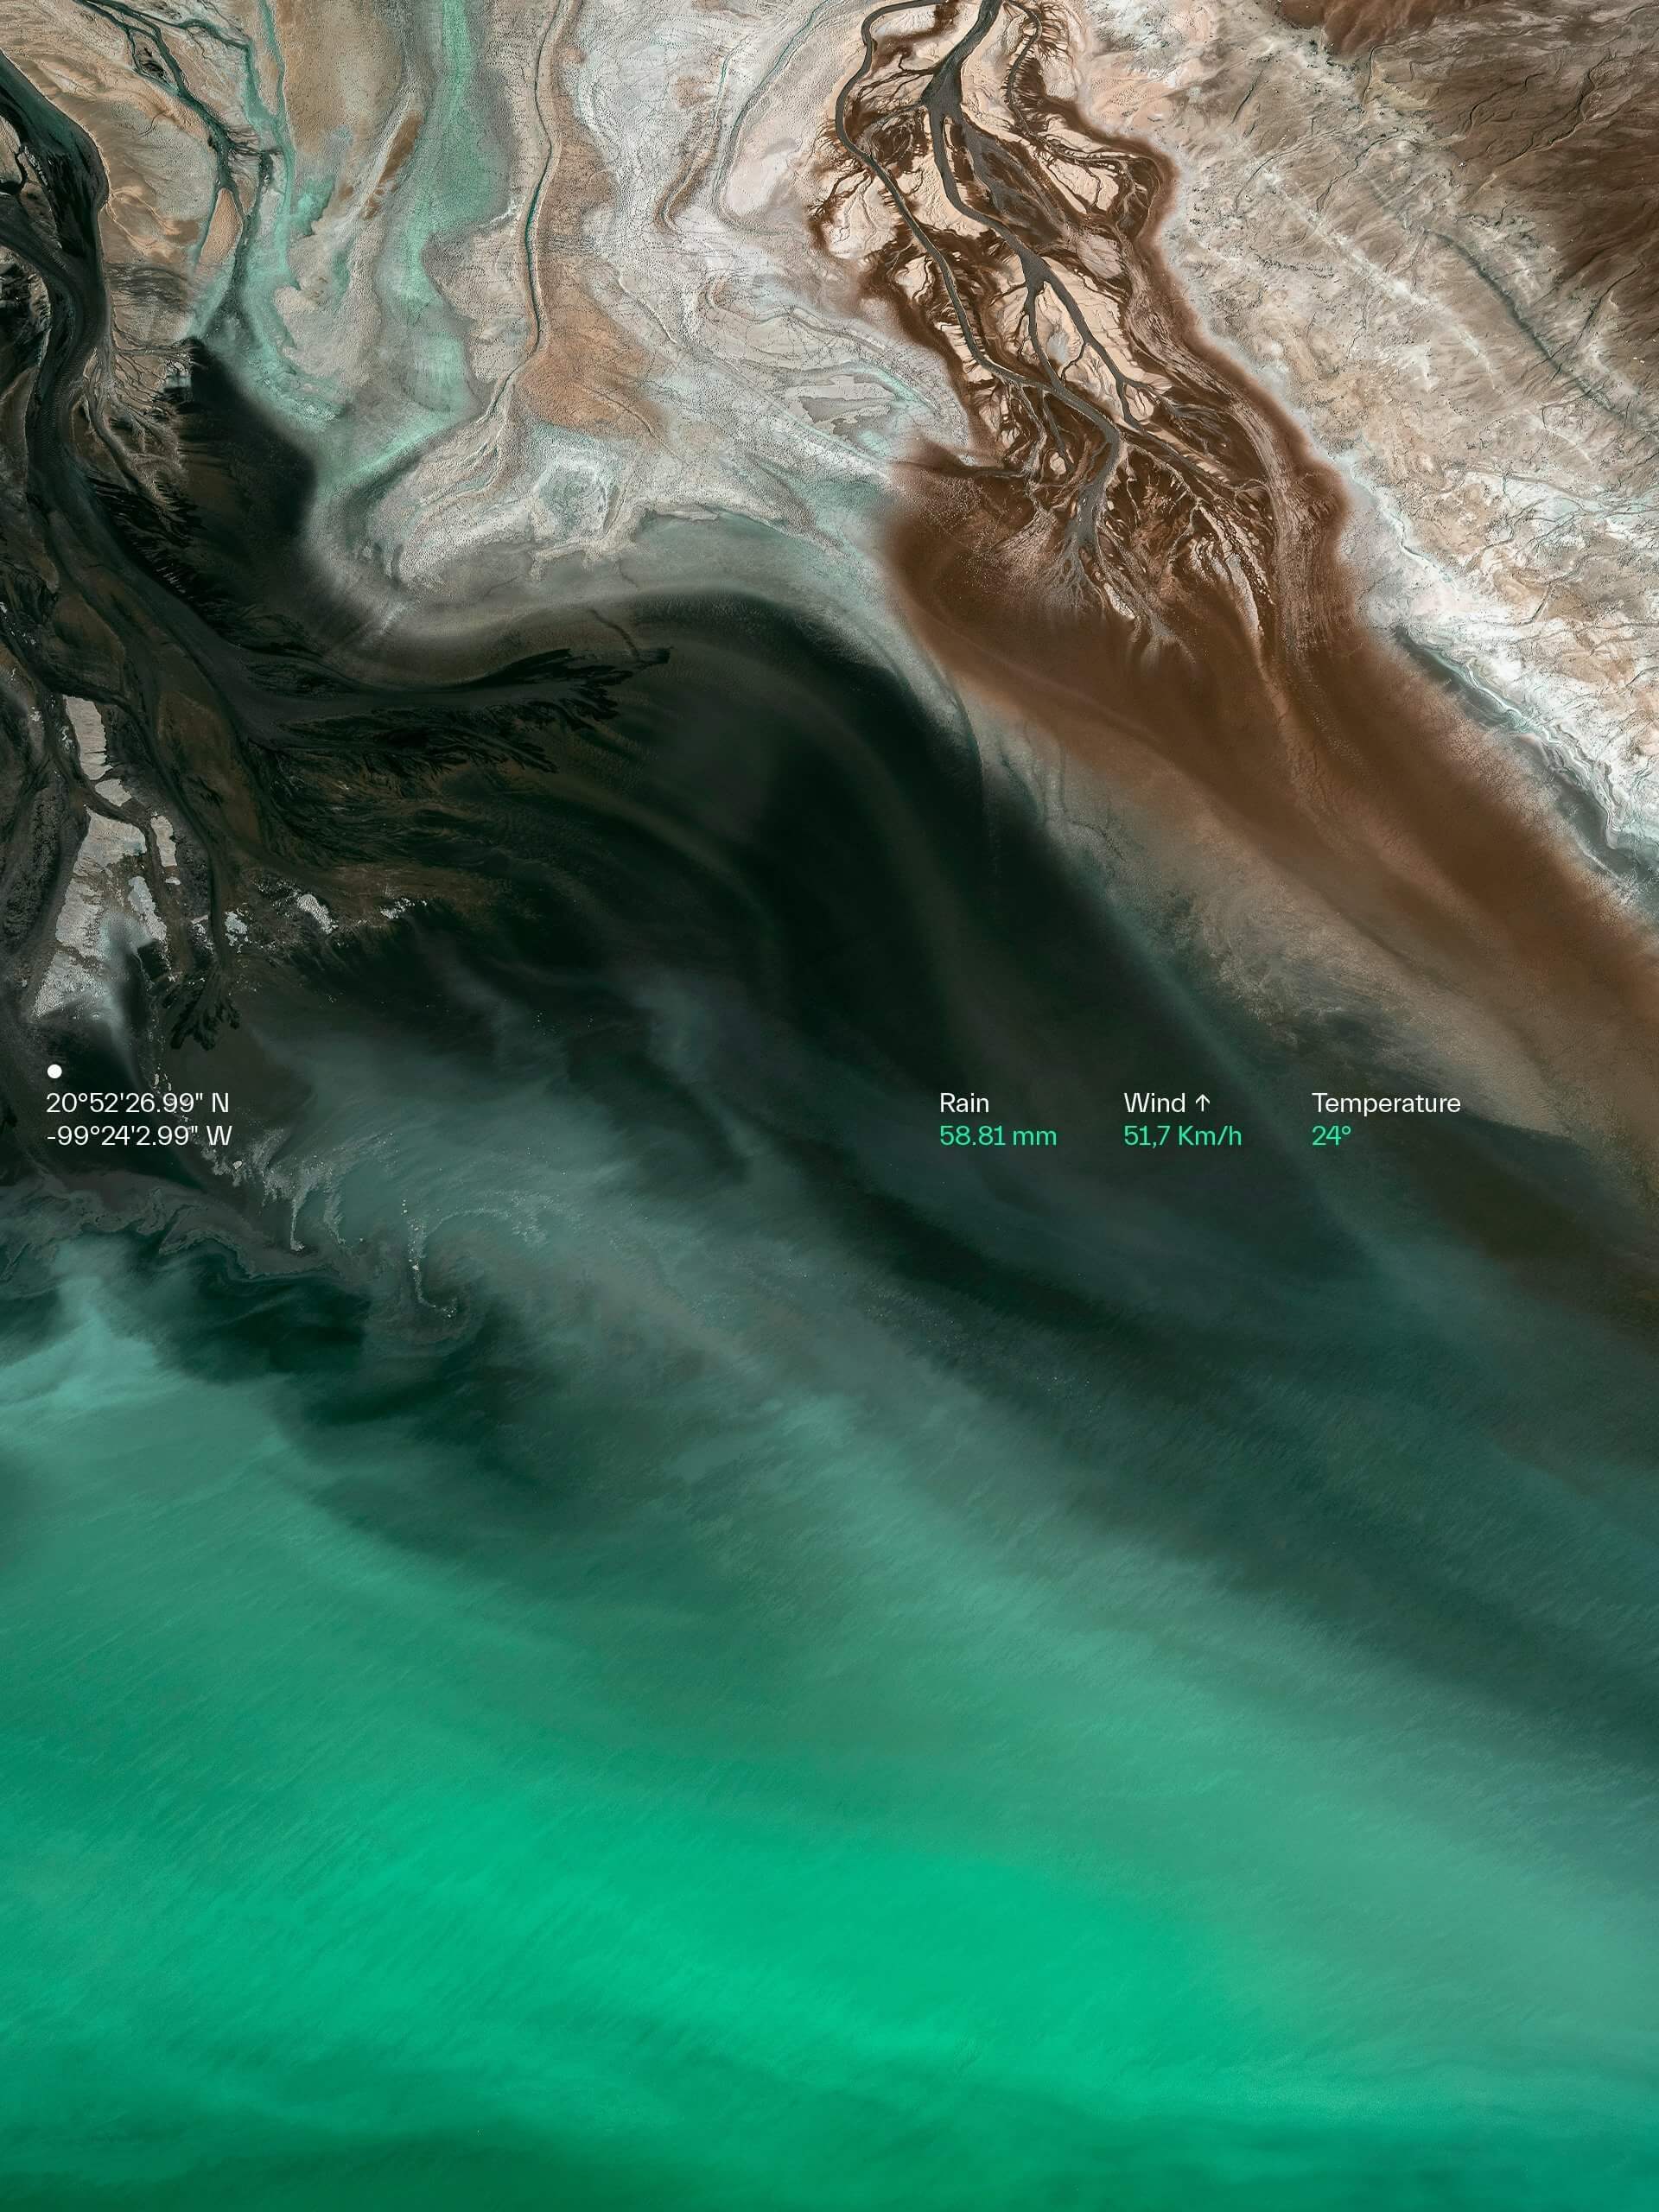 20°52'26.99" N
-99°24'2.99" W
Rain
58.81 mm
Wind ↑
51,7 Km/h
Temperature
24°